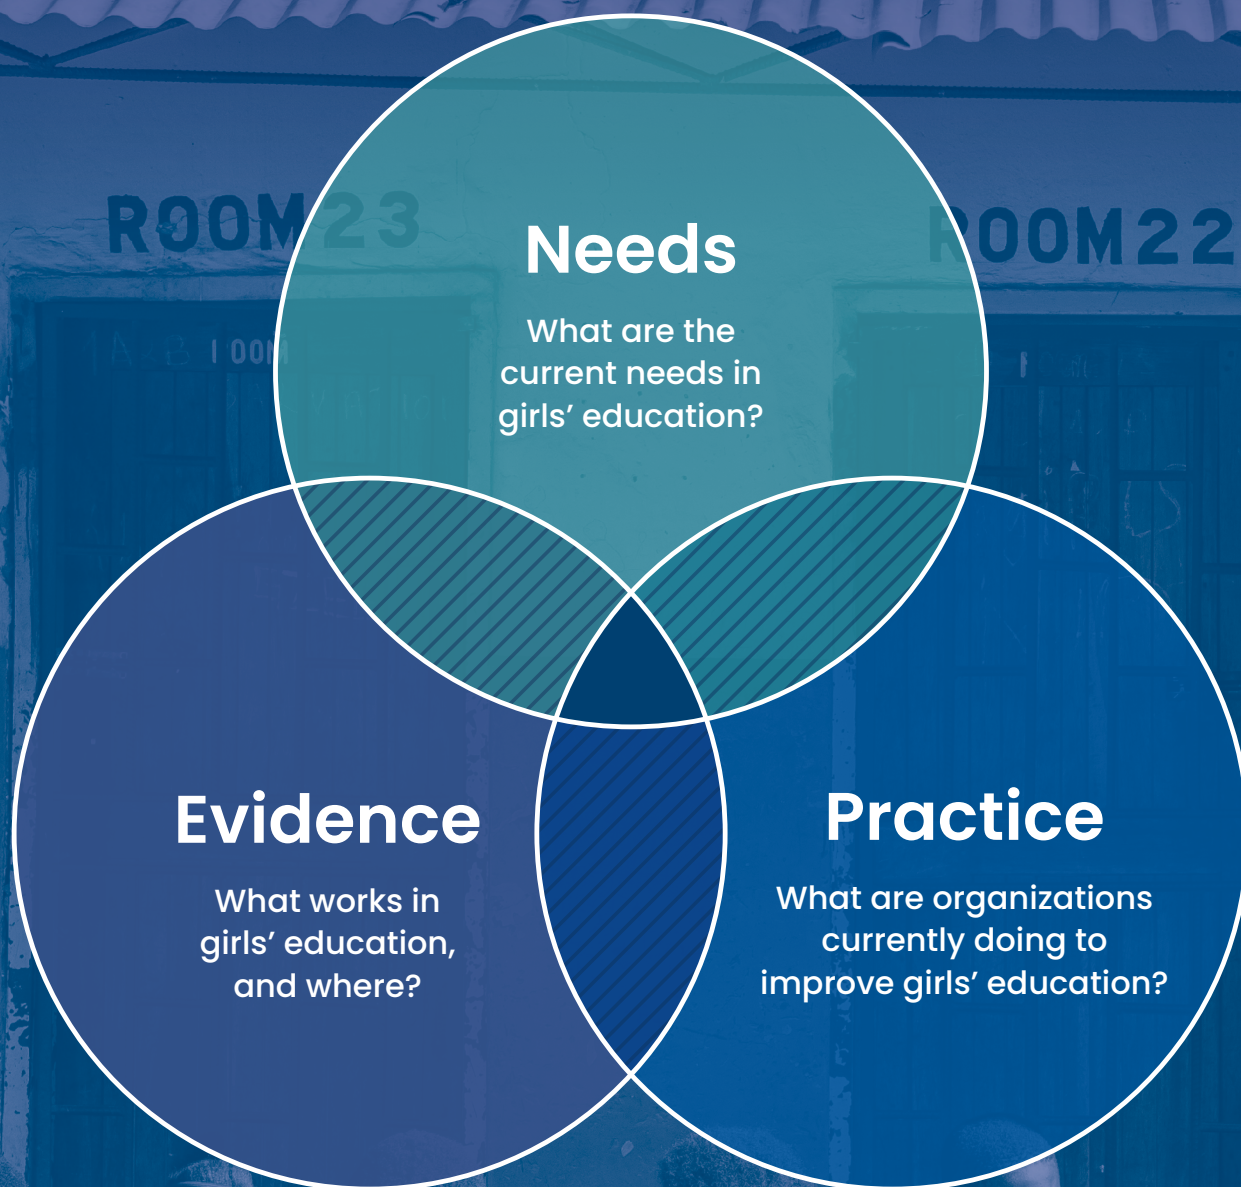 ROOM 23
ROOM 22
Needs
What are the
current needs in
girls’ education?
Evidence
What works in
girls’ education,
and where?
Practice
What are organizations
currently doing to
improve girls’ education?